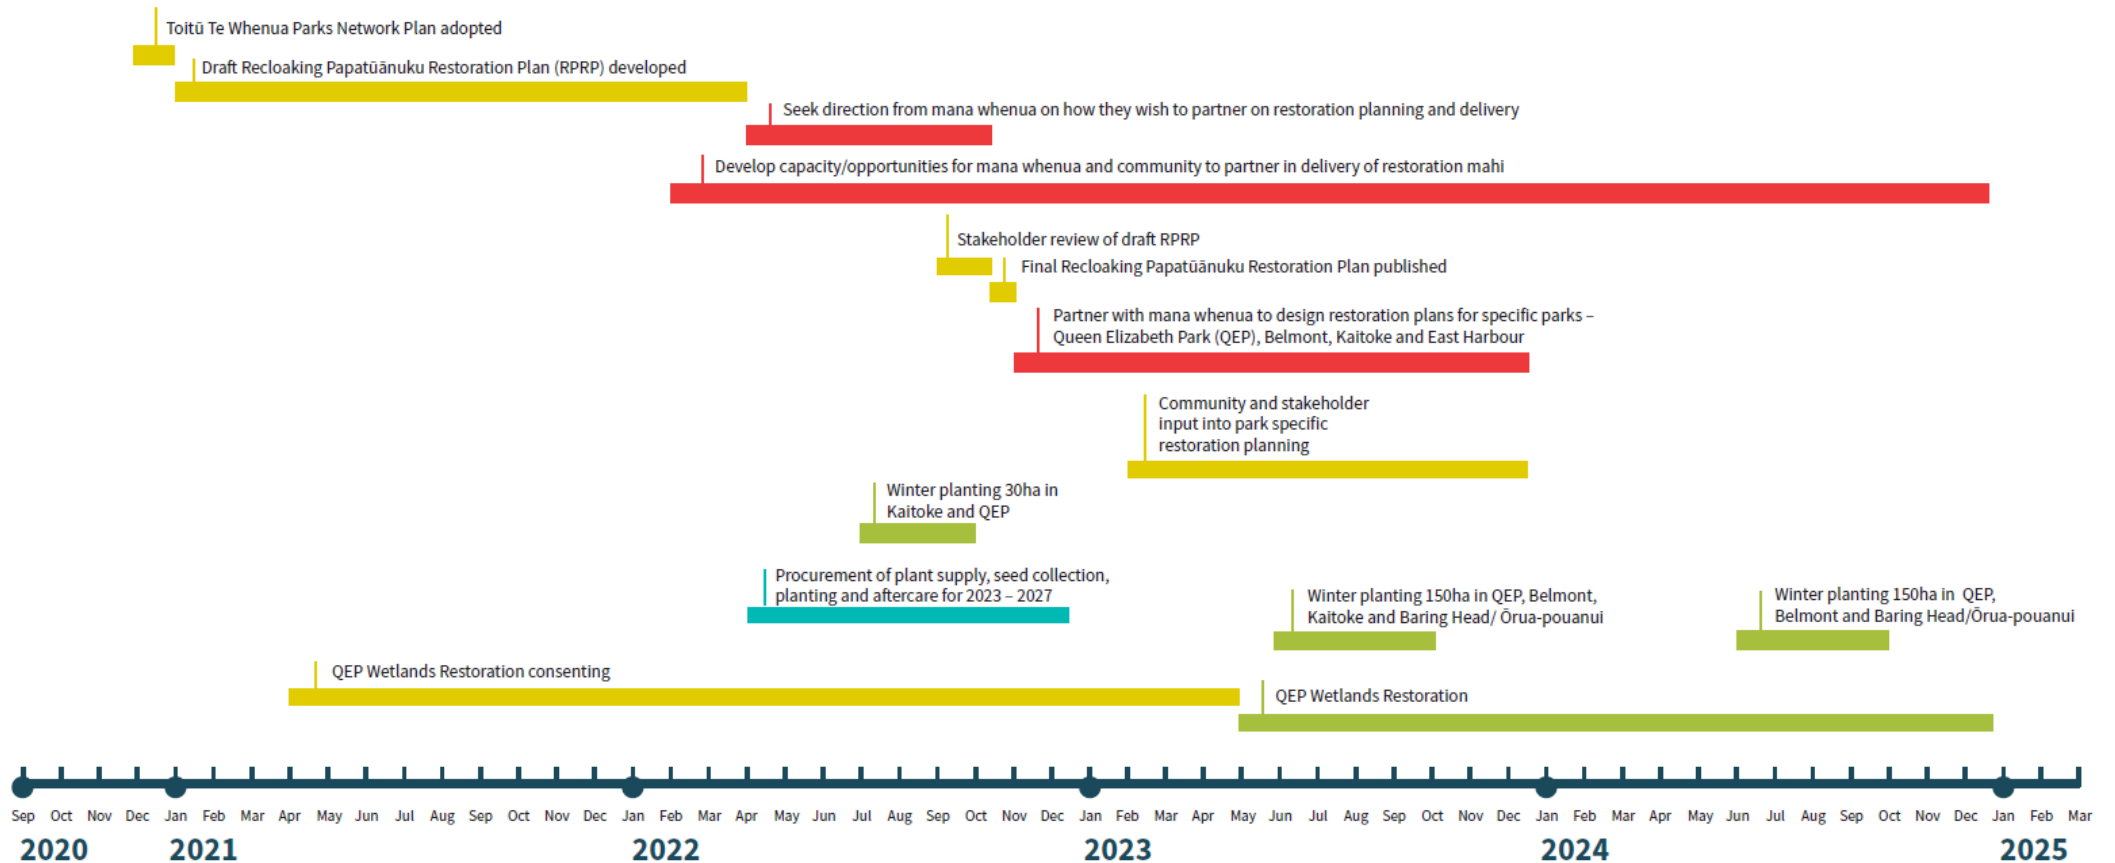 Toitū Te Whenua Parks Network Plan adopted
Draft Recloaking Papatūānuku Restoration Plan (RPRP) developed
Seek direction from mana whenua on how they wish to partner on restoration planning and delivery
Develop capacity/opportunities for mana whenua and community to partner in delivery of restoration mahi
Stakeholder review of draft RPRP
Final Recloaking Papatūānuku Restoration Plan published
Partner with mana whenua to design restoration plans for specific parks –
Queen Elizabeth Park (QEP), Belmont, Kaitoke and East Harbour
Community and stakeholder
input into park specific
restoration planning
Winter planting 30ha in
Kaitoke and QEP
Procurement of plant supply, seed collection,
planting and aftercare for 2023 – 2027
Winter planting 150ha in QEP, Belmont,
Kaitoke and Baring Head/ Ōrua-pouanui
Winter planting 150ha in QEP,
Belmont and Baring Head/Ōrua-pouanui
QEP Wetlands Restoration consenting
QEP Wetlands Restoration
Sep Oct Nov Dec Jan Feb Mar Apr May Jun Jul Aug Sep Oct Nov Dec Jan Feb Mar Apr May Jun Jul Aug Sep Oct Nov Dec Jan Feb Mar Apr May Jun Jul Aug Sep Oct Nov Dec Jan Feb Mar Apr May Jun Jul Aug Sep Oct Nov Dec Jan Feb Mar
2020 2021 2022 2023 2024 2025